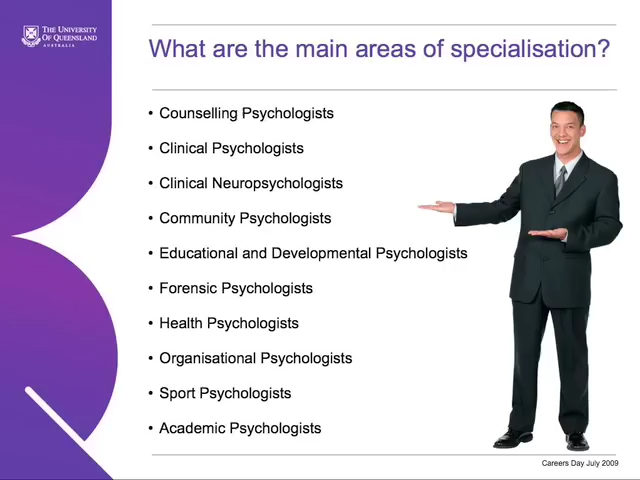 THE UNIVERSITY
OF QUEENSLAND
AUSTRALIA
What are the main areas of specialisation?
• Counselling Psychologists
• Clinical Psychologists
• Clinical Neuropsychologists
• Community Psychologists
• Educational and Developmental Psychologists
• Forensic Psychologists
• Health Psychologists
• Organisational Psychologists
• Sport Psychologists
• Academic Psychologists
Careers Day July 2009